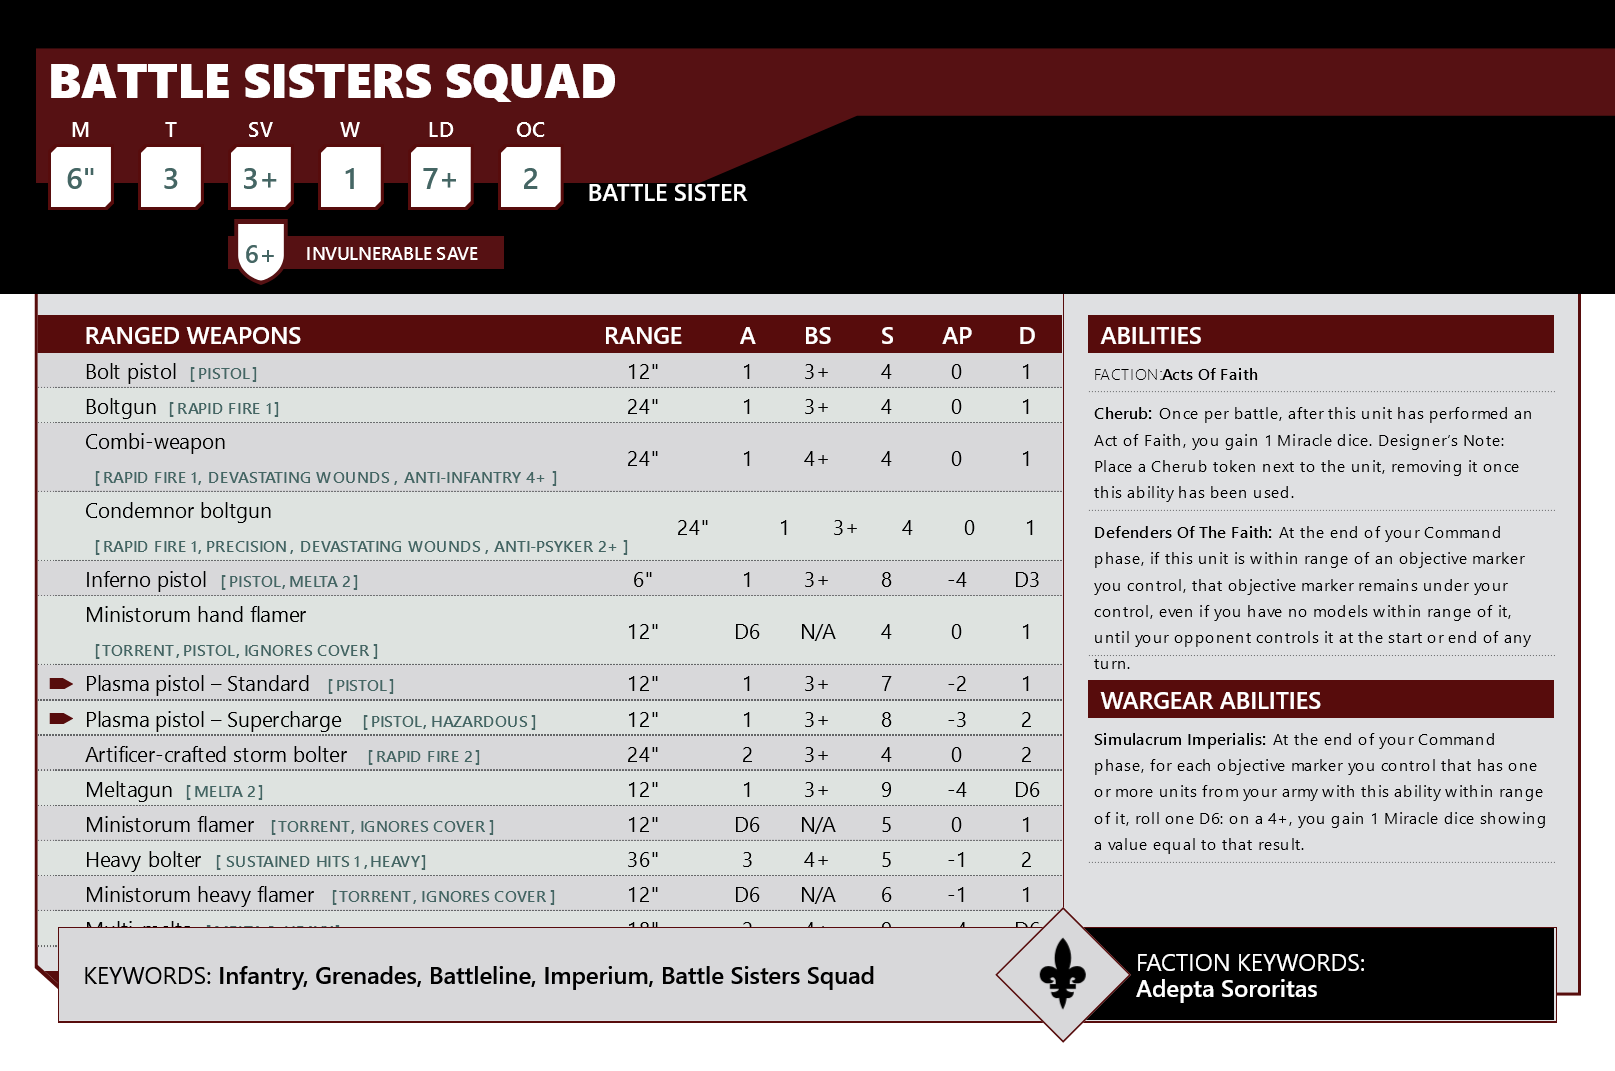 BATTLE SISTERS SQUAD
M T SV W LD OC
6" 3 3+ 1 7+ 2 BATTLE SISTER
6+ INVULNERABLE SAVE
RANGED WEAPONS RANGE A BS S AP D
Bolt pistol [PISTOL] 12" 1 3+ 4 0 1
Boltgun [RAPID FIRE 1] 24" 1 3+ 4 0 1
Combi-weapon
24" 1 4+ 4 0 1
[RAPID FIRE 1, DEVASTATING WOUNDS, ANTI-INFANTRY 4+]
Condemnor boltgun
24" 1 3+ 4 0 1
[RAPID FIRE 1, PRECISION, DEVASTATING WOUNDS, ANTI-PSYKER 2+]
Inferno pistol [PISTOL, MELTA 2] 6" 1 3+ 8 -4 D3
Ministorum hand flamer
12" D6 N/A 4 0 1
[TORRENT, PISTOL, IGNORES COVER]
Plasma pistol – Standard [PISTOL] 12" 1 3+ 7 -2 1
Plasma pistol – Supercharge [PISTOL, HAZARDOUS] 12" 1 3+ 8 -3 2
Artificer-crafted storm bolter [RAPID FIRE 2] 24" 2 3+ 4 0 2
Meltagun [MELTA 2] 12" 1 3+ 9 -4 D6
Ministorum flamer [TORRENT, IGNORES COVER] 12" D6 N/A 5 0 1
Heavy bolter [SUSTAINED HITS 1, HEAVY] 36" 3 4+ 5 -1 2
Ministorum heavy flamer [TORRENT, IGNORES COVER] 12" D6 N/A 6 -1 1
ABILITIES
FACTION:Acts Of Faith
Cherub: Once per battle, after this unit has performed an
Act of Faith, you gain 1 Miracle dice. Designer’s Note:
Place a Cherub token next to the unit, removing it once
this ability has been used.
Defenders Of The Faith: At the end of your Command
phase, if this unit is within range of an objective marker
you control, that objective marker remains under your
control, even if you have no models within range of it,
until your opponent controls it at the start or end of any
turn.
WARGEAR ABILITIES
Simulacrum Imperialis: At the end of your Command
phase, for each objective marker you control that has one
or more units from your army with this ability within range
of it, roll one D6: on a 4+, you gain 1 Miracle dice showing
a value equal to that result.
KEYWORDS: Infantry, Grenades, Battleline, Imperium, Battle Sisters Squad
FACTION KEYWORDS:
Adepta Sororitas